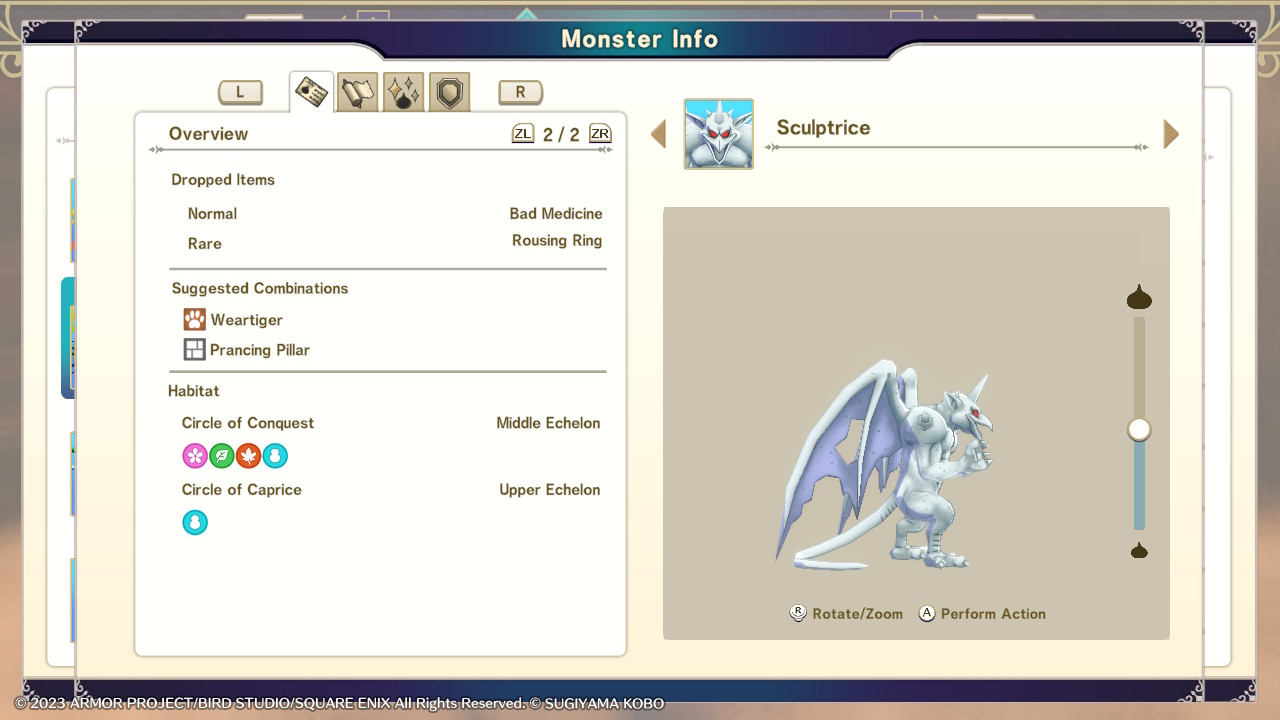 Monster Info
L
R
Overview
ZL 2 / 2 ZR
Sculptrice
Dropped Items
Normal Bad Medicine
Rare Rousing Ring
Suggested Combinations
Weartiger
Prancing Pillar
Habitat
Circle of Conquest Middle Echelon
Circle of Caprice Upper Echelon
R Rotate/Zoom A Perform Action
© 2023 ARMOR PROJECT/BIRD STUDIO/SQUARE ENIX All Rights Reserved. © SUGIYAMA KOBO